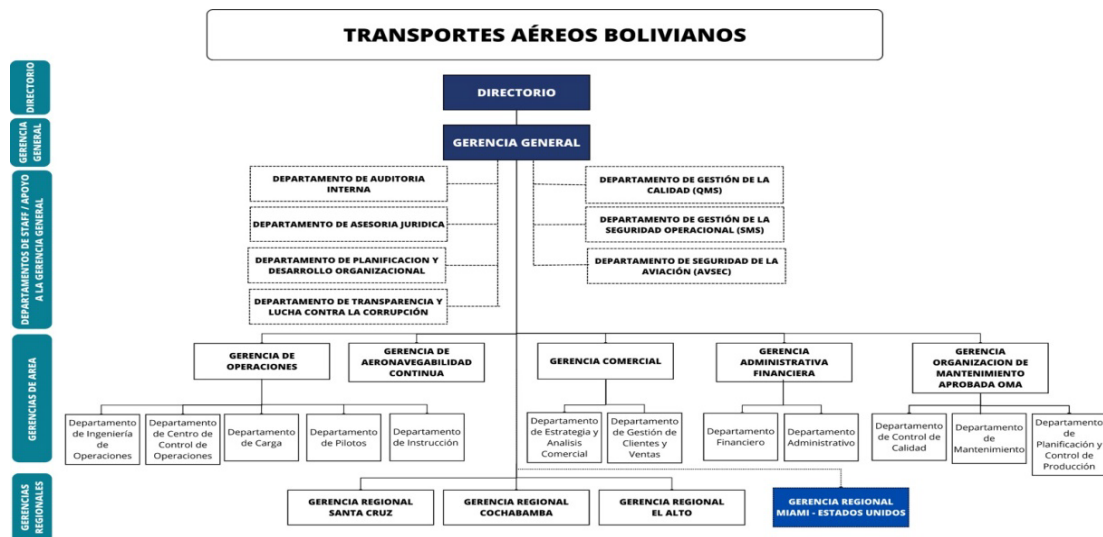 TRANSPORTES AÉREOS BOLIVIANOS
DIRECTORIO
DIRECTORIO
GERENCIA
GENERAL
GERENCIA GENERAL
DEPARTAMENTOS DE STAFF / APOYO
A LA GERENCIA GENERAL
DEPARTAMENTO DE AUDITORIA
INTERNA
DEPARTAMENTO DE GESTIÓN DE LA
CALIDAD (QMS)
DEPARTAMENTO DE ASESORIA JURIDICA
DEPARTAMENTO DE GESTIÓN DE LA
SEGURIDAD OPERACIONAL (SMS)
DEPARTAMENTO DE PLANIFICACION Y
DESARROLLO ORGANIZACIONAL
DEPARTAMENTO DE SEGURIDAD DE LA
AVIACIÓN (AVSEC)
DEPARTAMENTO DE TRANSPARENCIA Y
LUCHA CONTRA LA CORRUPCIÓN
GERENCIAS DE AREA
GERENCIA DE
OPERACIONES
GERENCIA DE
AERONAVEGABILIDAD
CONTINUA
GERENCIA COMERCIAL
GERENCIA
ADMINISTRATIVA
FINANCIERA
GERENCIA
ORGANIZACION DE
MANTENIMIENTO
APROBADA OMA
Departamento
de Ingeniería de
Operaciones
Departamento
de Centro de
Control de
Operaciones
Departamento
de Carga
Departamento
de Pilotos
Departamento
de Instrucción
Departamento
de Estrategia y
Analisis
Comercial
Departamento
de Gestión de
Clientes y
Ventas
Departamento
Financiero
Departamento
Administrativo
Departamento
de Control de
Calidad
Departamento
de
Mantenimiento
Departamento
de
Planificación y
Control de
Producción
GERENCIAS
REGIONALES
GERENCIA REGIONAL
SANTA CRUZ
GERENCIA REGIONAL
COCHABAMBA
GERENCIA REGIONAL
EL ALTO
GERENCIA REGIONAL
MIAMI - ESTADOS UNIDOS